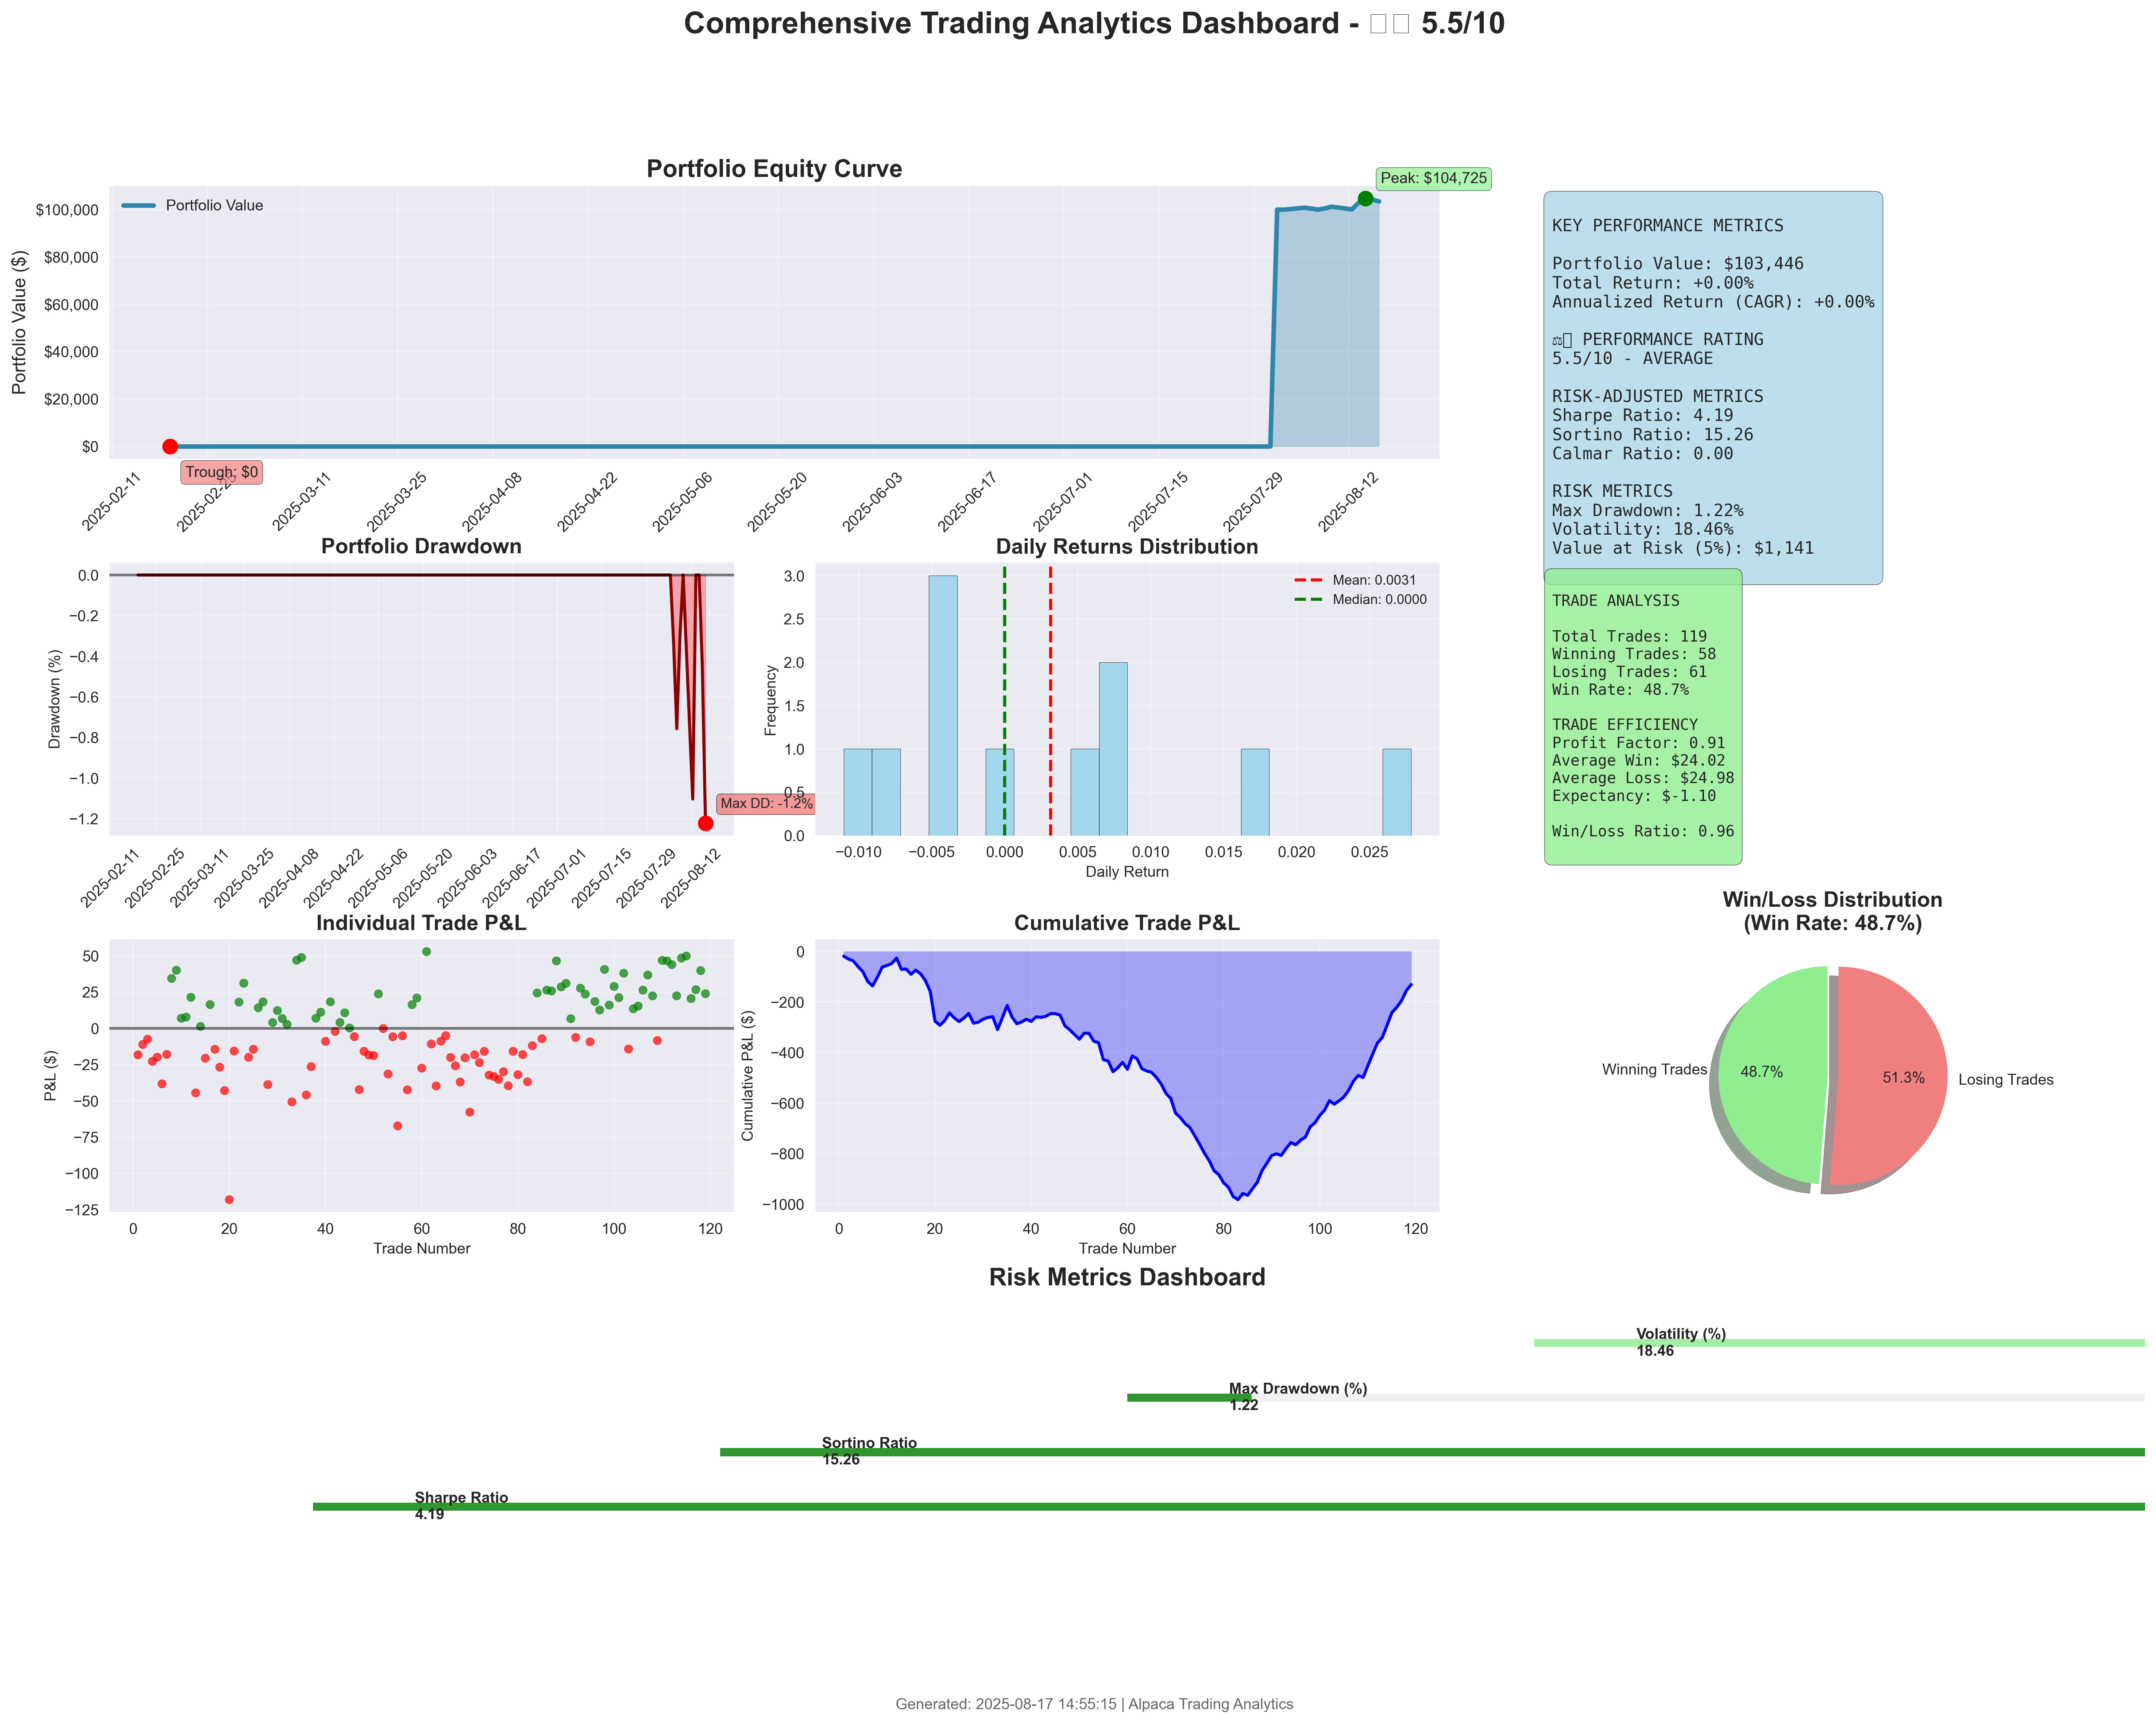 Comprehensive Trading Analytics Dashboard - 5.5/10
Portfolio Equity Curve
Peak: $104,725
Portfolio Value
Portfolio Value ($)
$100,000
$80,000
$60,000
$40,000
$20,000
$0
Trough: $0
2025-02-11
2025-02-25
2025-03-11
2025-03-25
2025-04-08
2025-04-22
2025-05-06
2025-05-20
2025-06-03
2025-06-17
2025-07-01
2025-07-15
2025-07-29
2025-08-12
KEY PERFORMANCE METRICS
Portfolio Value: $103,446
Total Return: +0.00%
Annualized Return (CAGR): +0.00%
⚖ PERFORMANCE RATING
5.5/10 - AVERAGE
RISK-ADJUSTED METRICS
Sharpe Ratio: 4.19
Sortino Ratio: 15.26
Calmar Ratio: 0.00
RISK METRICS
Max Drawdown: 1.22%
Volatility: 18.46%
Value at Risk (5%): $1,141
Portfolio Drawdown
Drawdown (%)
0.0
−0.2
−0.4
−0.6
−0.8
−1.0
−1.2
Max DD: -1.2%
2025-02-11
2025-02-25
2025-03-11
2025-03-25
2025-04-08
2025-04-22
2025-05-06
2025-05-20
2025-06-03
2025-06-17
2025-07-01
2025-07-15
2025-07-29
2025-08-12
Daily Returns Distribution
Mean: 0.0031
Median: 0.0000
Frequency
3.0
2.5
2.0
1.5
1.0
0.5
0.0
−0.010
−0.005
0.000
0.005
0.010
0.015
0.020
0.025
Daily Return
TRADE ANALYSIS
Total Trades: 119
Winning Trades: 58
Losing Trades: 61
Win Rate: 48.7%
TRADE EFFICIENCY
Profit Factor: 0.91
Average Win: $24.02
Average Loss: $24.98
Expectancy: $-1.10
Win/Loss Ratio: 0.96
Individual Trade P&L
P&L ($)
50
25
0
−25
−50
−75
−100
−125
0
20
40
60
80
100
120
Trade Number
Cumulative Trade P&L
Cumulative P&L ($)
0
−200
−400
−600
−800
−1000
0
20
40
60
80
100
120
Trade Number
Win/Loss Distribution
(Win Rate: 48.7%)
Winning Trades
48.7%
51.3%
Losing Trades
Risk Metrics Dashboard
Volatility (%)
18.46
Max Drawdown (%)
1.22
Sortino Ratio
15.26
Sharpe Ratio
4.19
Generated: 2025-08-17 14:55:15 | Alpaca Trading Analytics